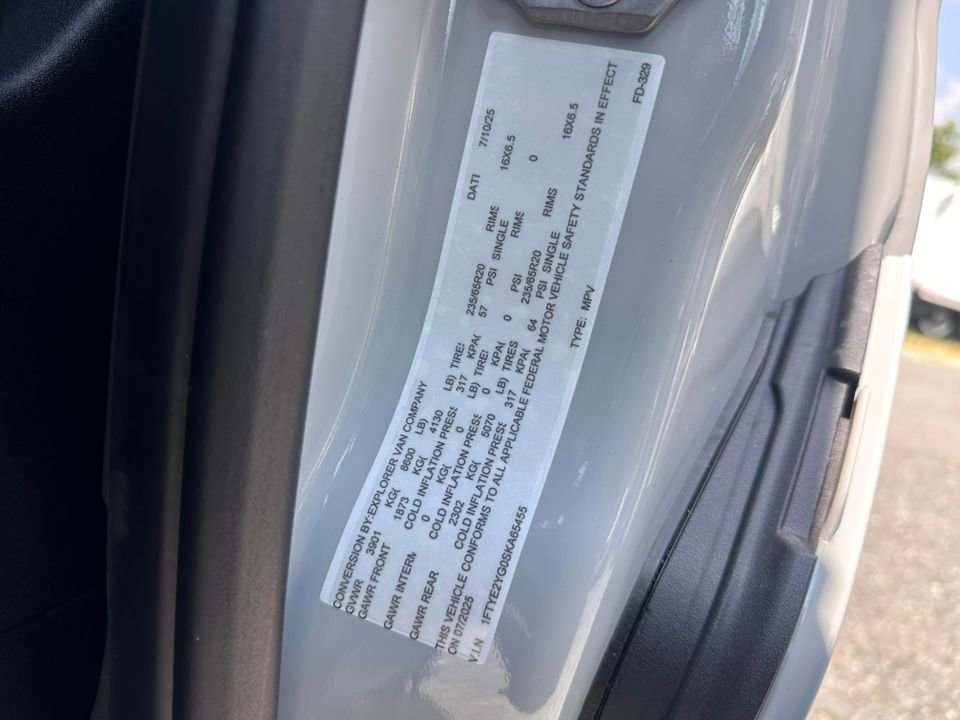 CONVERSION BY:EXPLORER VAN COMPANY DATI 7/10/25
GVWR 3901 KG( 8600 LB)
GAWR FRONT 1873 KG( 4130 LB) TIRE: 235/65R20 RIMS 16X6.5
COLD INFLATION PRESS 317 KPA( 57 PSI SINGLE
GAWR INTERM 0 KG( 0 LB) TIRE: 0 RIMS 0
COLD INFLATION PRESS 0 KPA( 0 PSI
GAWR REAR 2302 KG( 5070 LB) TIRES 235/65R20 RIMS 16X6.5
COLD INFLATION PRESS 317 KPA( 64 PSI SINGLE
THIS VEHICLE CONFORMS TO ALL APPLICABLE FEDERAL MOTOR VEHICLE SAFETY STANDARDS IN EFFECT
ON 07/2025
V.I.N 1FTYE2YG0SKA65455 TYPE: MPV FD-329